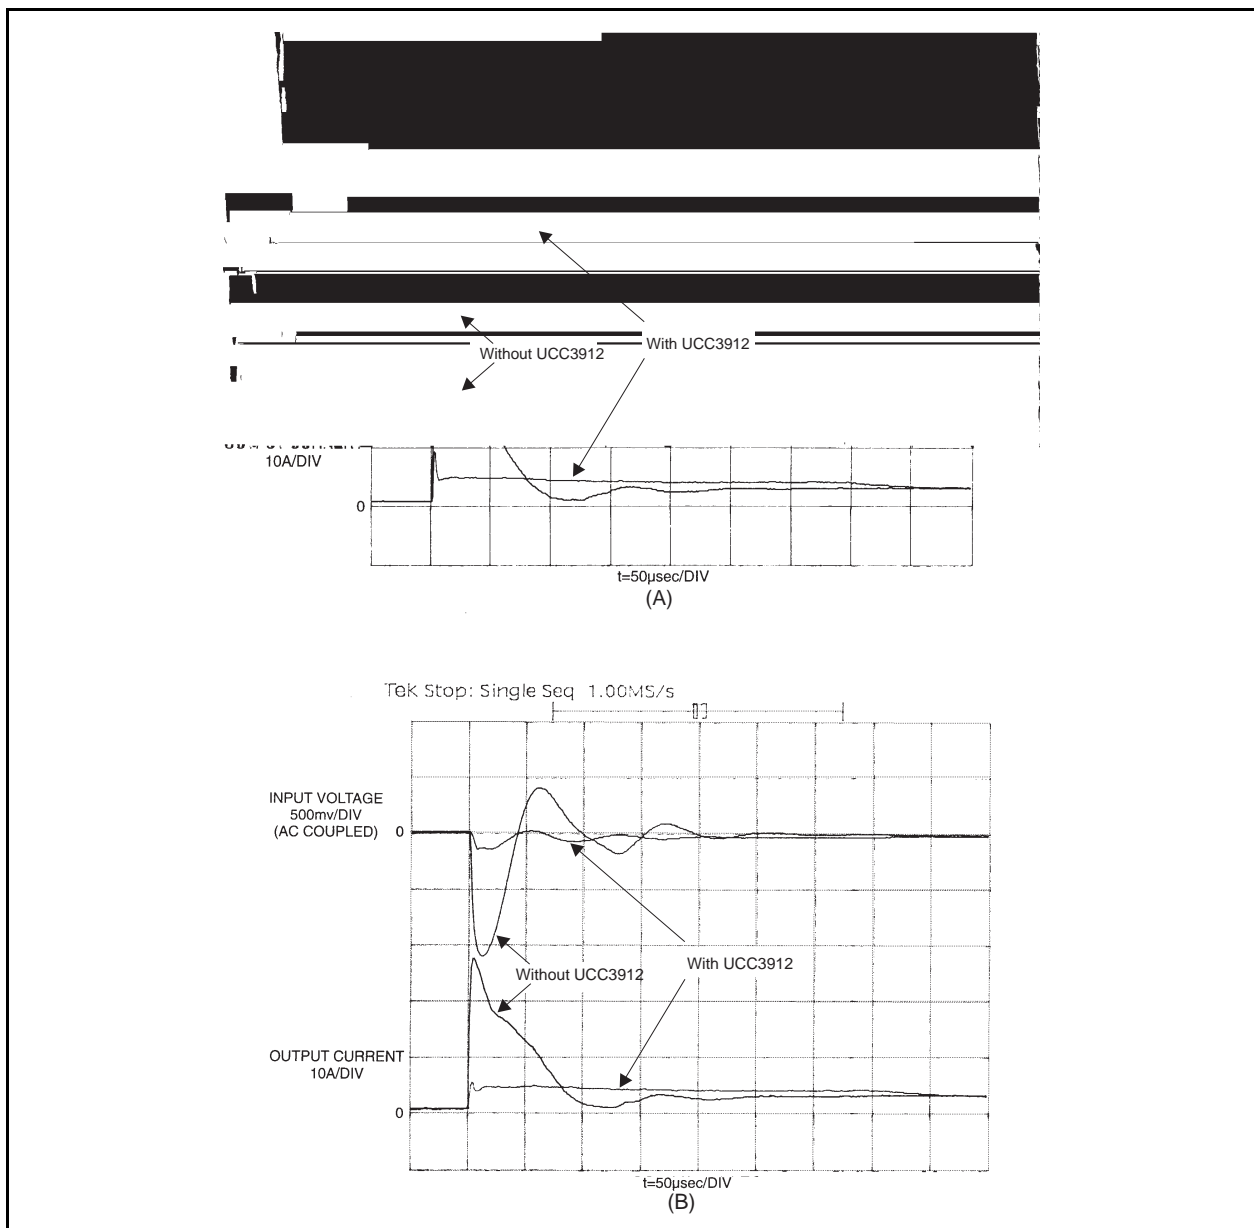 Without UCC3912
With UCC3912
10A/DIV
0
t=50µsec/DIV
(A)
Tek Stop: Single Seq 1.00MS/s
INPUT VOLTAGE
500mv/DIV
(AC COUPLED)
0
With UCC3912
Without UCC3912
OUTPUT CURRENT
10A/DIV
0
t=50µsec/DIV
(B)